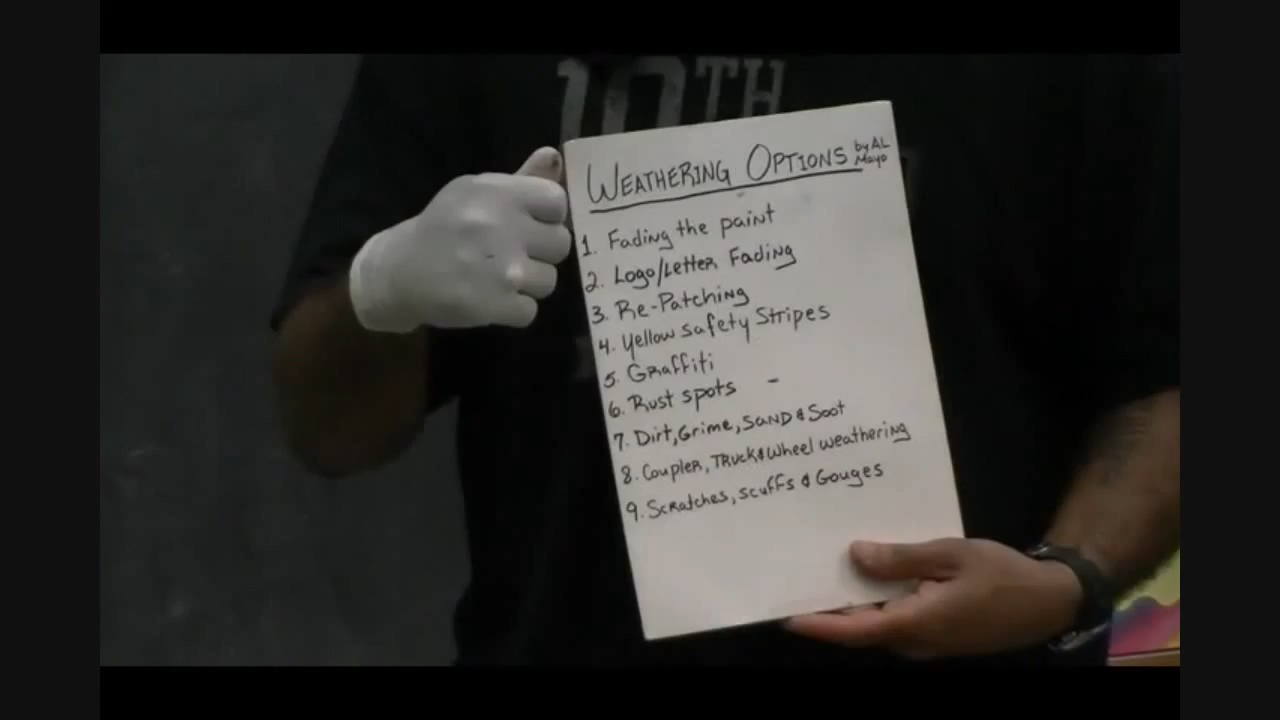 10TH
WEATHERING OPTIONS by AL Mayo
1. Fading the paint
2. Logo/Letter Fading
3. Re-Patching
4. Yellow safety Stripes
5. Graffiti
6. Rust spots -
7. Dirt, Grime, SAND & Soot
8. Coupler, TRuck & Wheel weathering
9. Scratches, scuffs & Gouges